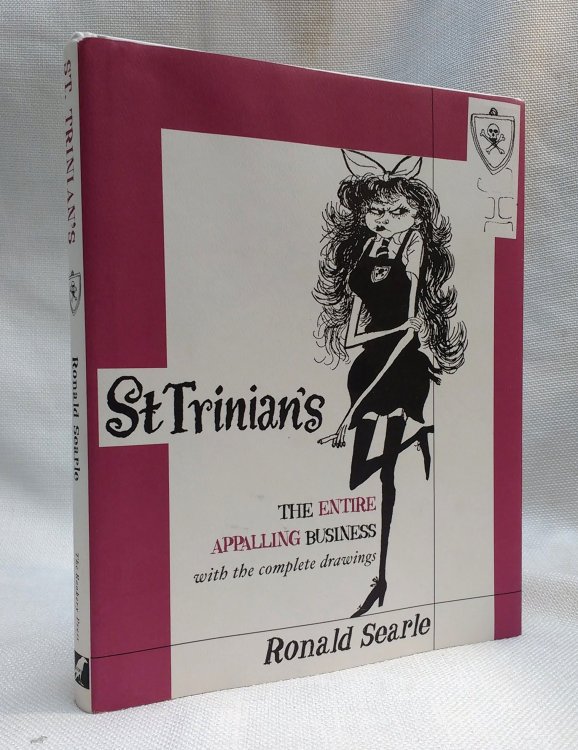 ST. TRINIAN'S
Ronald Searle
St Trinian's
THE ENTIRE
APPALLING BUSINESS
with the complete drawings
Ronald Searle